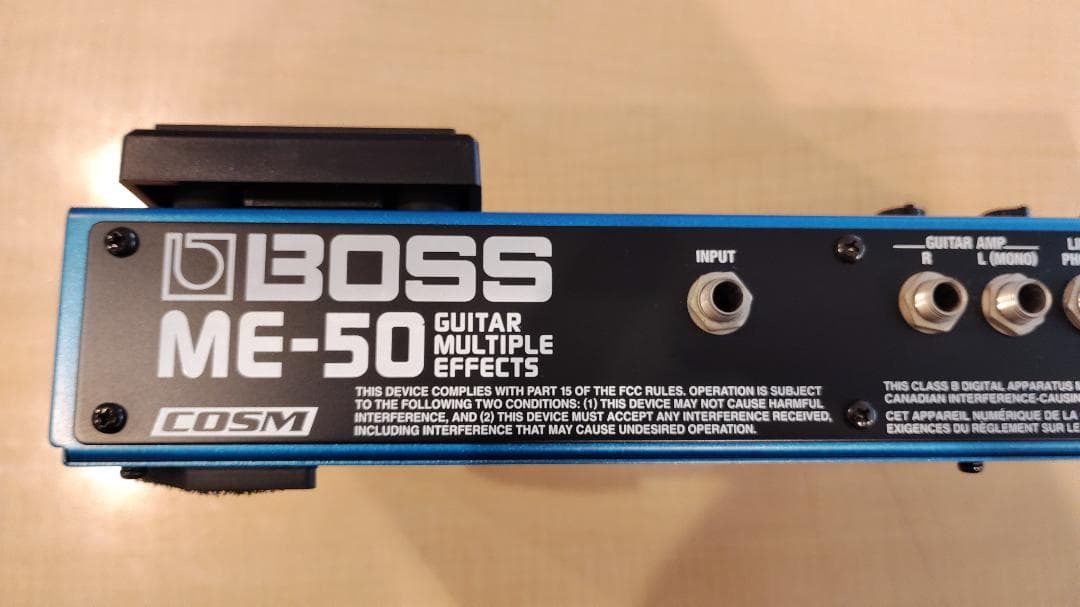 BOSS
ME-50 GUITAR
MULTIPLE
EFFECTS
COSM
THIS DEVICE COMPLIES WITH PART 15 OF THE FCC RULES. OPERATION IS SUBJECT
TO THE FOLLOWING TWO CONDITIONS: (1) THIS DEVICE MAY NOT CAUSE HARMFUL
INTERFERENCE, AND (2) THIS DEVICE MUST ACCEPT ANY INTERFERENCE RECEIVED,
INCLUDING INTERFERENCE THAT MAY CAUSE UNDESIRED OPERATION.
INPUT
GUITAR AMP
R L (MONO)
THIS CLASS B DIGITAL APPARATUS
CANADIAN
CET APPAREIL NUMÉRIQUE DE LA
EXIGENCES DU RÈGLEMENT SUR